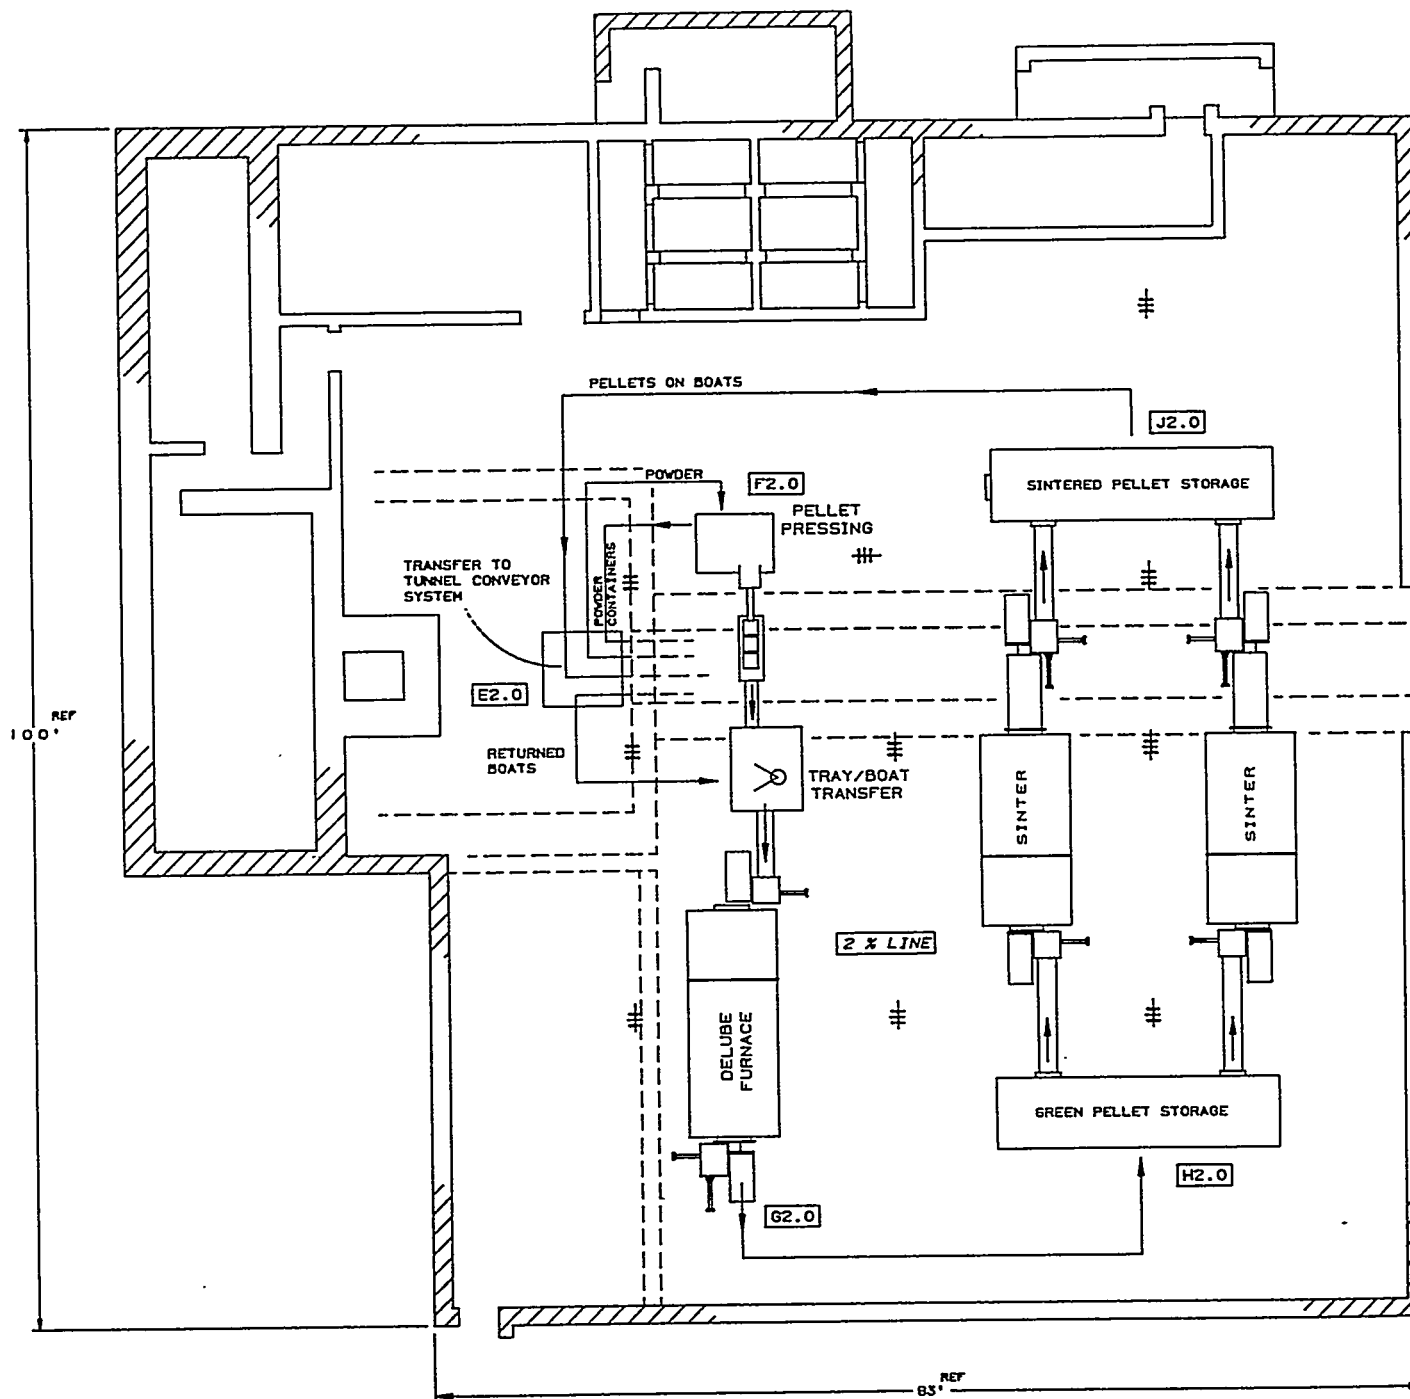 PELLETS ON BOATS
J2.0
POWDER
F2.0
SINTERED PELLET STORAGE
PELLET
PRESSING
TRANSFER TO
TUNNEL CONVEYOR
SYSTEM
POWDER
CONTAINERS
E2.0
REF
100'
RETURNED
BOATS
TRAY/BOAT
TRANSFER
SINTER
SINTER
2 % LINE
DELUBE
FURNACE
GREEN PELLET STORAGE
H2.0
G2.0
REF
83'